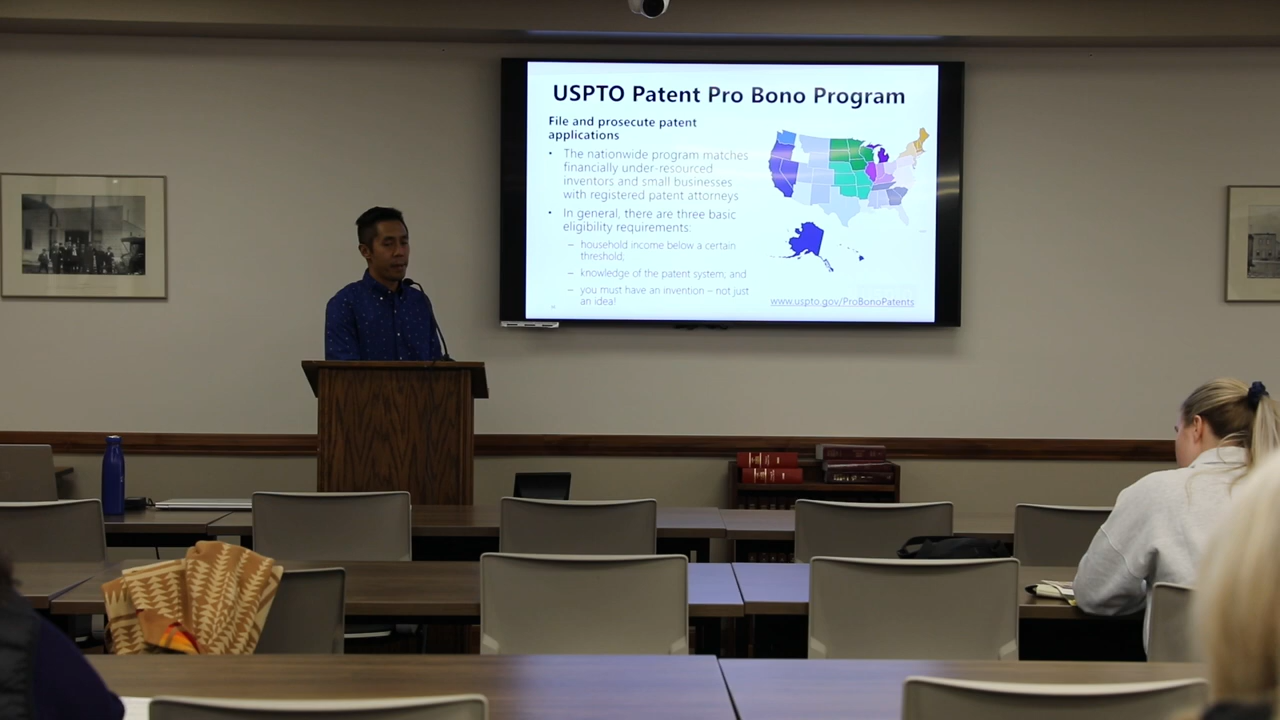 USPTO Patent Pro Bono Program
File and prosecute patent
applications
• The nationwide program matches
financially under-resourced
inventors and small businesses
with registered patent attorneys
• In general, there are three basic
eligibility requirements:
– household income below a certain
threshold;
– knowledge of the patent system, and
– you must have an invention – not just
an idea!
www.uspto.gov/ProBonoPatents